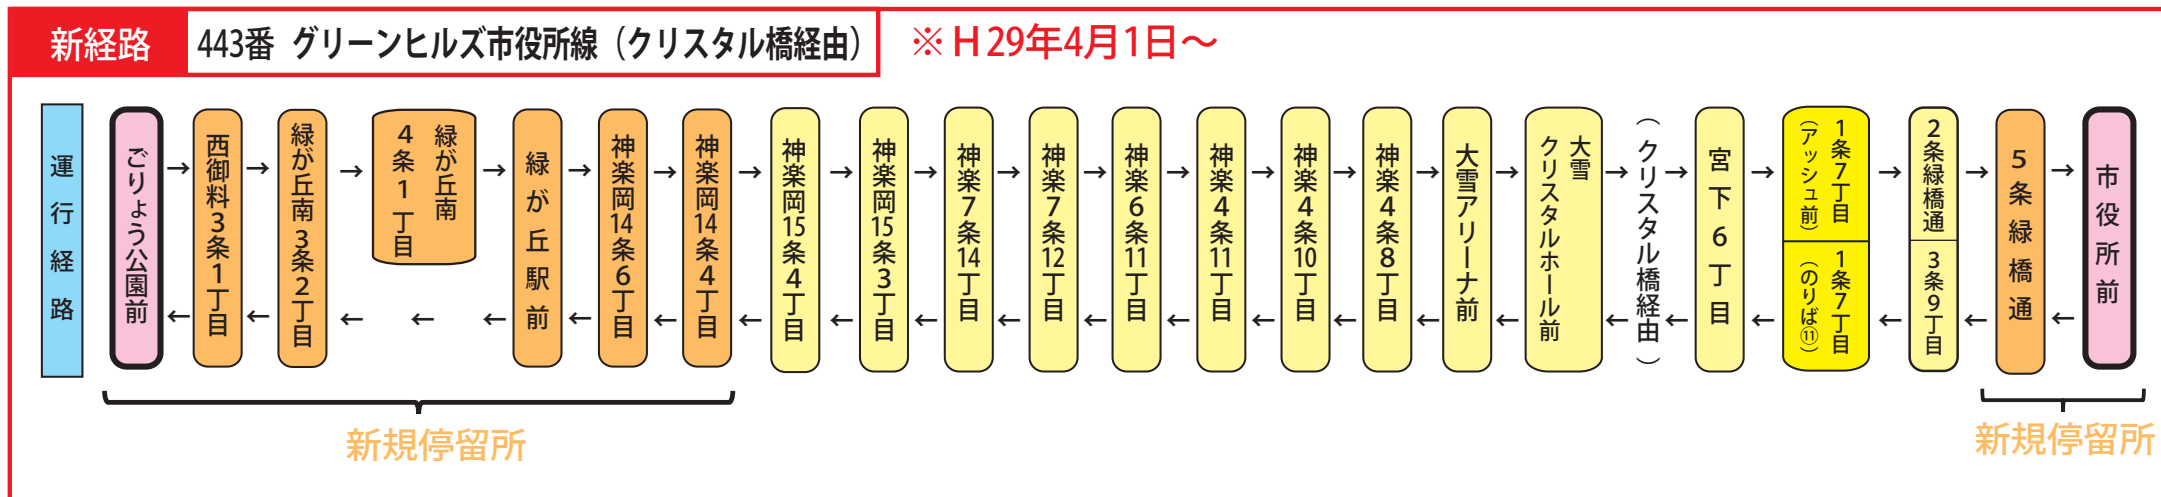 新経路
443番 グリーンヒルズ市役所線（クリスタル橋経由）
※H29年4月1日～
運行経路
ごりょう公園前
西御料3条1丁目
緑が丘南3条2丁目
緑が丘南
4条1丁目
緑が丘駅前
神楽岡14条6丁目
神楽岡14条4丁目
神楽岡15条4丁目
神楽岡15条3丁目
神楽7条14丁目
神楽7条12丁目
神楽6条11丁目
神楽4条11丁目
神楽4条10丁目
神楽4条8丁目
大雪アリーナ前
大雪
クリスタルホール前
（クリスタル橋経由）
宮下6丁目
1条7丁目
（アッシュ前）
1条7丁目
（のりば⑪）
2条緑橋通
3条9丁目
5条緑橋通
市役所前
新規停留所
新規停留所